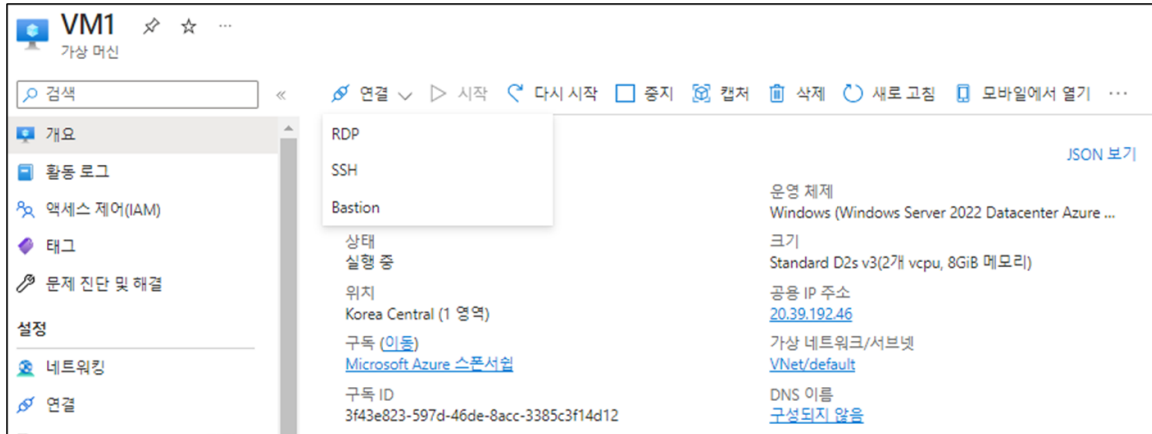 VM1
가상 머신
검색
연결 시작 다시 시작 중지 캡처 삭제 새로 고침 모바일에서 열기 ...
개요
활동 로그
액세스 제어(IAM)
태그
문제 진단 및 해결
설정
네트워킹
연결
RDP
SSH
Bastion
JSON 보기
상태
실행 중
위치
Korea Central (1 영역)
구독 (이동)
Microsoft Azure 스폰서쉽
구독 ID
3f43e823-597d-46de-8acc-3385c3f14d12
운영 체제
Windows (Windows Server 2022 Datacenter Azure ...
크기
Standard D2s v3(2개 vcpu, 8GiB 메모리)
공용 IP 주소
20.39.192.46
가상 네트워크/서브넷
VNet/default
DNS 이름
구성되지 않음